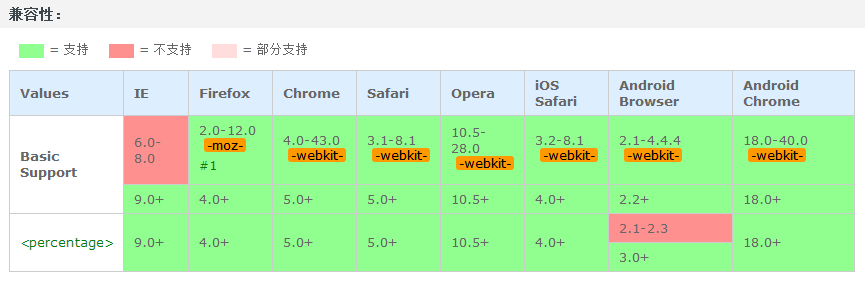 兼容性：
= 支持 = 不支持 = 部分支持
Values IE Firefox Chrome Safari Opera iOS Safari Android Browser Android Chrome
Basic Support 6.0-8.0 2.0-12.0 -moz- #1 4.0-43.0 -webkit- 3.1-8.1 -webkit- 10.5-28.0 -webkit- 3.2-8.1 -webkit- 2.1-4.4.4 -webkit- 18.0-40.0 -webkit-
9.0+ 4.0+ 5.0+ 5.0+ 10.5+ 4.0+ 2.2+ 18.0+
<percentage> 9.0+ 4.0+ 5.0+ 5.0+ 10.5+ 4.0+ 2.1-2.3 18.0+
3.0+